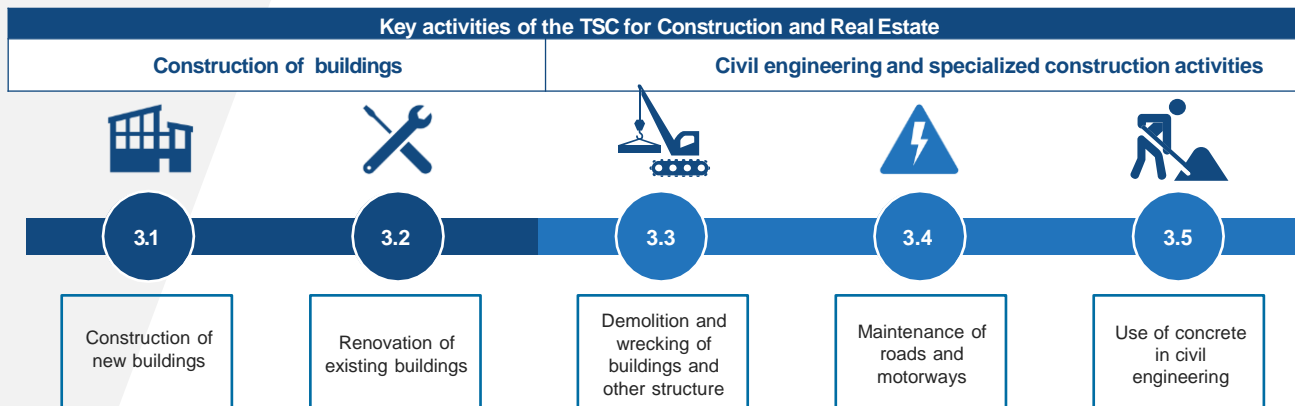 Key activities of the TSC for Construction and Real Estate
Construction of buildings
Civil engineering and specialized construction activities
3.1
3.2
3.3
3.4
3.5
Construction of
new buildings
Renovation of
existing buildings
Demolition and
wrecking of
buildings and
other structure
Maintenance of
roads and
motorways
Use of concrete
in civil
engineering